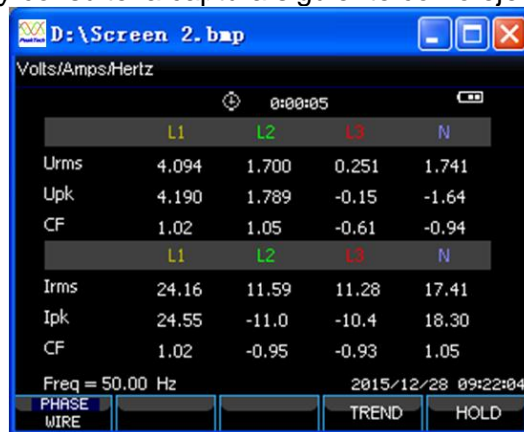 D:\Screen 2.bmp
Volts/Amps/Hertz
0:00:05
L1 L2 L3 N
Urms 4.094 1.700 0.251 1.741
Upk 4.190 1.789 -0.15 -1.64
CF 1.02 1.05 -0.61 -0.94
L1 L2 L3 N
Irms 24.16 11.59 11.28 17.41
Ipk 24.55 -11.0 -10.4 18.30
CF 1.02 -0.95 -0.93 1.05
Freq = 50.00 Hz 2015/12/28 09:22:04
PHASE TREND HOLD
WIRE